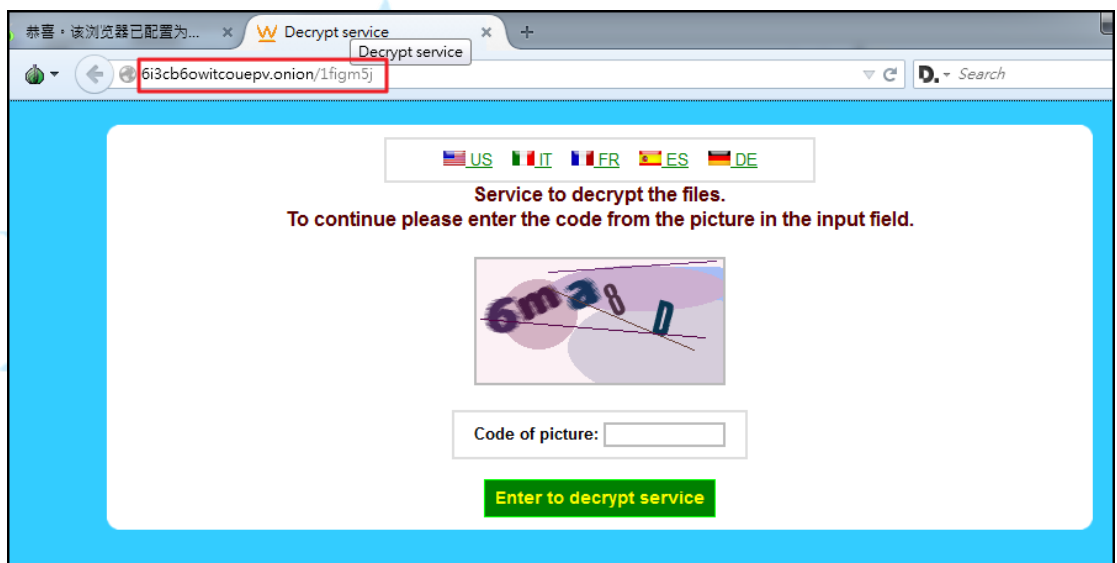 恭喜。该浏览器已配置为...
Decrypt service
Decrypt service
6i3cb6owitcouepv.onion/1figm5j
Search
US IT FR ES DE
Service to decrypt the files.
To continue please enter the code from the picture in the input field.
6ma8D
Code of picture:
Enter to decrypt service